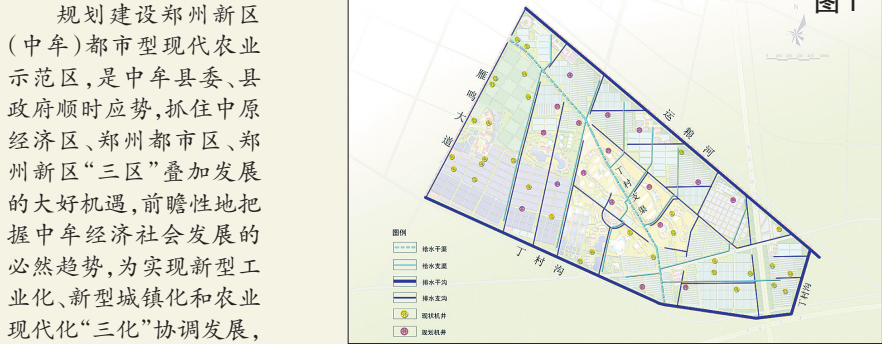 规划建设郑州新区
(中牟)都市型现代农业
示范区,是中牟县委、县
政府顺时应势,抓住中原
经济区、郑州都市区、郑
州新区“三区”叠加发展
的大好机遇,前瞻性地把
握中牟经济社会发展的
必然趋势,为实现新型工
业化、新型城镇化和农业
现代化“三化”协调发展,
图1
雁鸣大道
运粮河
丁村支渠
丁村沟
丁村沟
图例
给水干渠
给水支渠
排水干沟
排水支沟
现状机井
规划机井